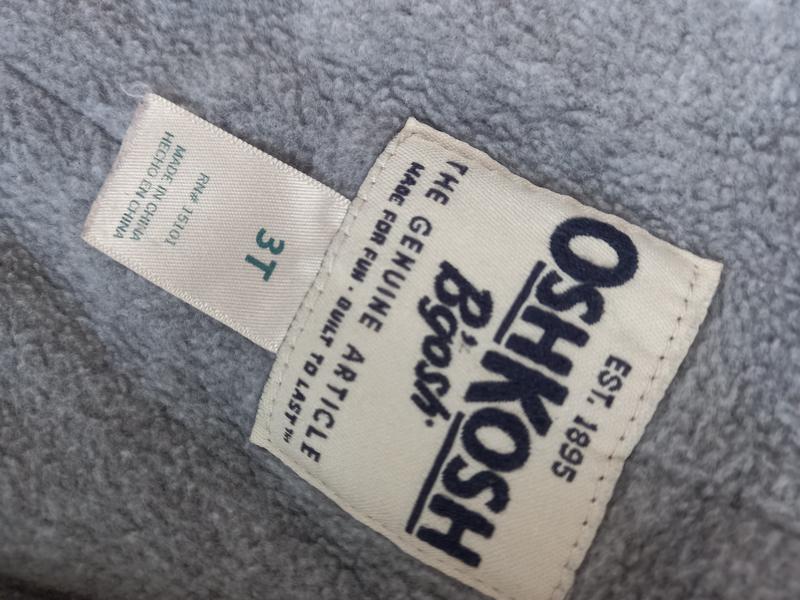 EST. 1895
OSHKOSH
B'gosh.
THE GENUINE ARTICLE
MADE FOR FUN • BUILT TO LAST™
3T
RN# 15101
MADE IN CHINA
HECHO EN CHINA